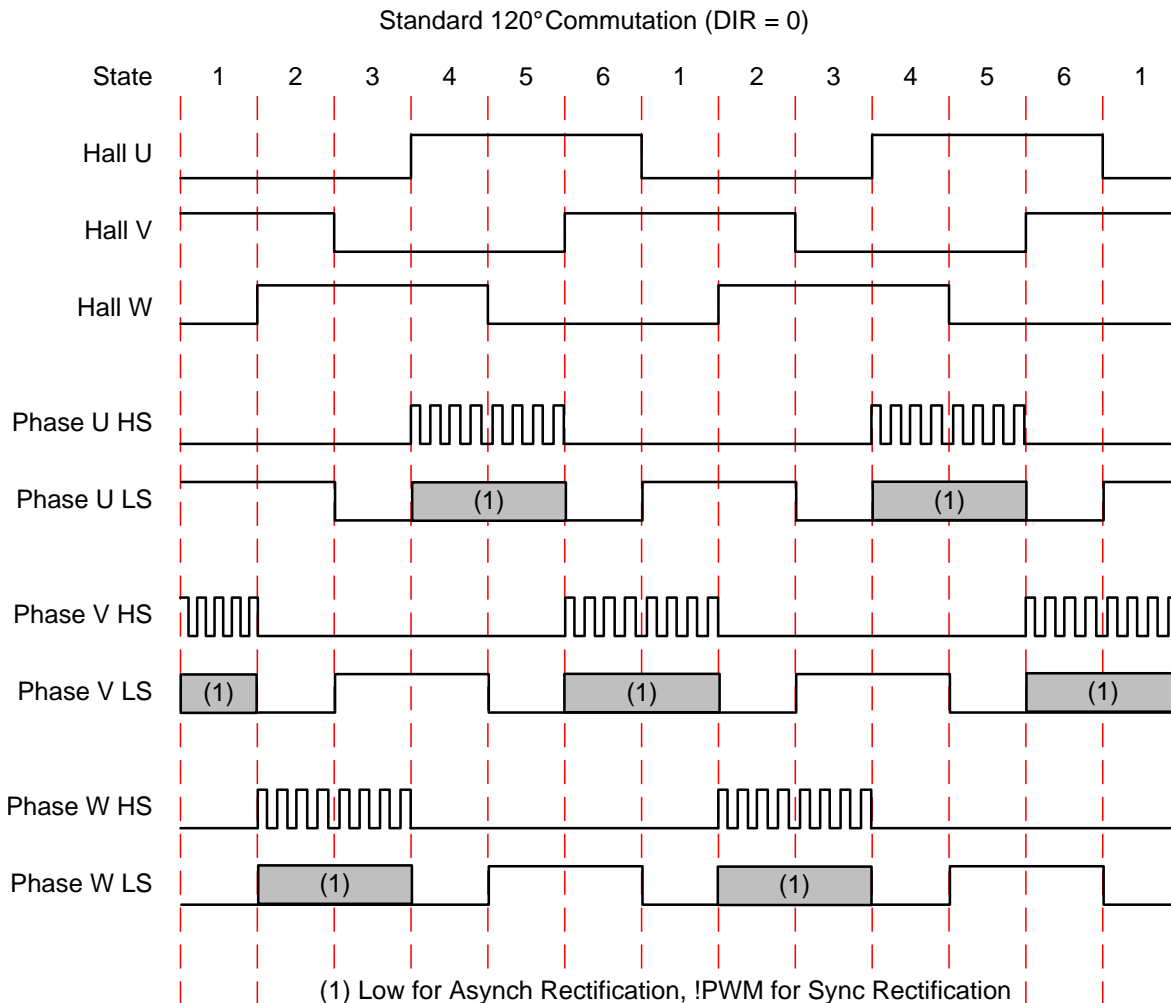 Standard 120°Commutation (DIR = 0)
State 1 2 3 4 5 6 1 2 3 4 5 6 1
Hall U
Hall V
Hall W
Phase U HS
Phase U LS (1) (1)
Phase V HS
Phase V LS (1) (1) (1)
Phase W HS
Phase W LS (1) (1)
(1) Low for Asynch Rectification, !PWM for Sync Rectification